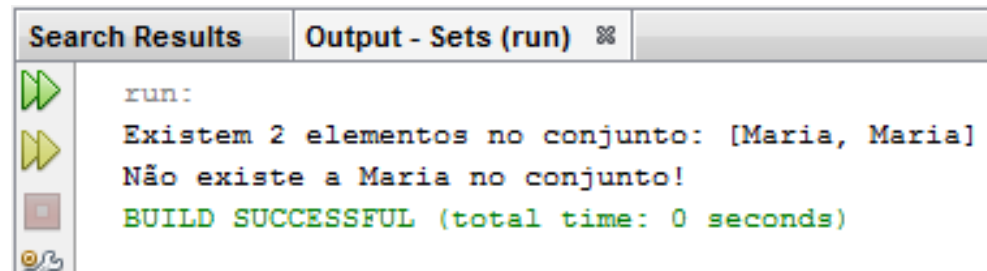 Search Results
Output - Sets (run)
run:
Existem 2 elementos no conjunto: [Maria, Maria]
Não existe a Maria no conjunto!
BUILD SUCCESSFUL (total time: 0 seconds)